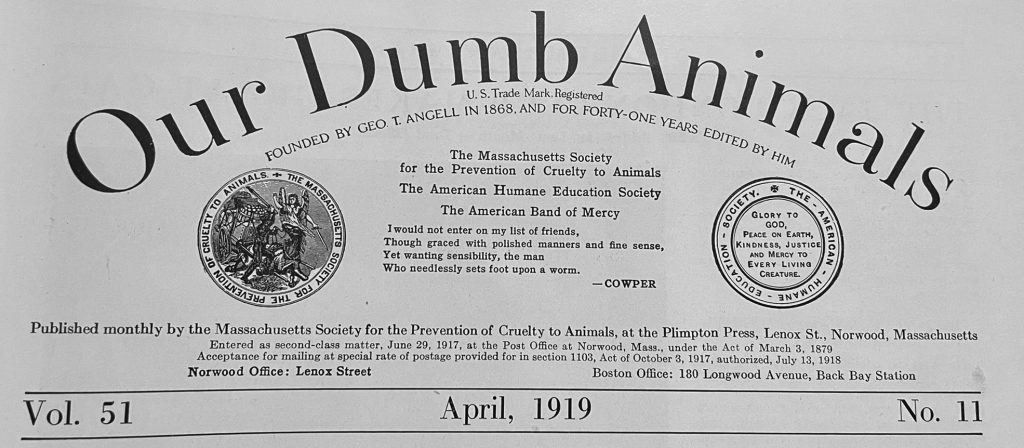 Our Dumb Animals
U. S. Trade Mark, Registered
FOUNDED BY GEO. T. ANGELL IN 1868, AND FOR FORTY-ONE YEARS EDITED BY HIM
The Massachusetts Society
for the Prevention of Cruelty to Animals
The American Humane Education Society
The American Band of Mercy
I would not enter on my list of friends,
Though graced with polished manners and fine sense,
Yet wanting sensibility, the man
Who needlessly sets foot upon a worm.
—COWPER
✠ THE MASSACHUSETTS SOCIETY FOR THE PREVENTION OF CRUELTY TO ANIMALS.
✠ THE - AMERICAN - HUMANE - EDUCATION - SOCIETY.
GLORY TO
GOD,
PEACE ON EARTH,
KINDNESS, JUSTICE
AND MERCY TO
EVERY LIVING
CREATURE.
Published monthly by the Massachusetts Society for the Prevention of Cruelty to Animals, at the Plimpton Press, Lenox St., Norwood, Massachusetts
Entered as second-class matter, June 29, 1917, at the Post Office at Norwood, Mass., under the Act of March 3, 1879
Acceptance for mailing at special rate of postage provided for in section 1103, Act of October 3, 1917, authorized, July 13, 1918
Norwood Office: Lenox Street Boston Office: 180 Longwood Avenue, Back Bay Station
Vol. 51 April, 1919 No. 11